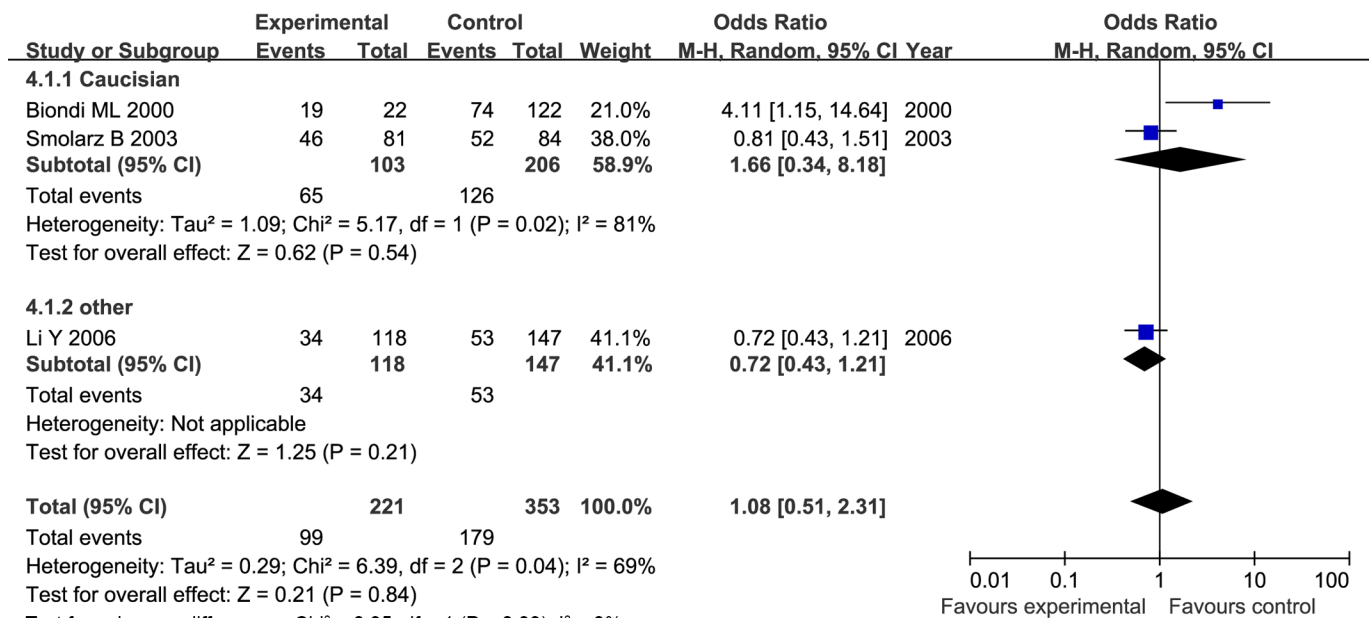 Experimental Control Odds Ratio Odds Ratio
Study or Subgroup Events Total Events Total Weight M-H, Random, 95% CI Year M-H, Random, 95% CI
4.1.1 Caucisian
Biondi ML 2000 19 22 74 122 21.0% 4.11 [1.15, 14.64] 2000
Smolarz B 2003 46 81 52 84 38.0% 0.81 [0.43, 1.51] 2003
Subtotal (95% CI) 103 206 58.9% 1.66 [0.34, 8.18]
Total events 65 126
Heterogeneity: Tau² = 1.09; Chi² = 5.17, df = 1 (P = 0.02); I² = 81%
Test for overall effect: Z = 0.62 (P = 0.54)
4.1.2 other
Li Y 2006 34 118 53 147 41.1% 0.72 [0.43, 1.21] 2006
Subtotal (95% CI) 118 147 41.1% 0.72 [0.43, 1.21]
Total events 34 53
Heterogeneity: Not applicable
Test for overall effect: Z = 1.25 (P = 0.21)
Total (95% CI) 221 353 100.0% 1.08 [0.51, 2.31]
Total events 99 179
Heterogeneity: Tau² = 0.29; Chi² = 6.39, df = 2 (P = 0.04); I² = 69%
Test for overall effect: Z = 0.21 (P = 0.84)
0.01 0.1 1 10 100
Favours experimental Favours control